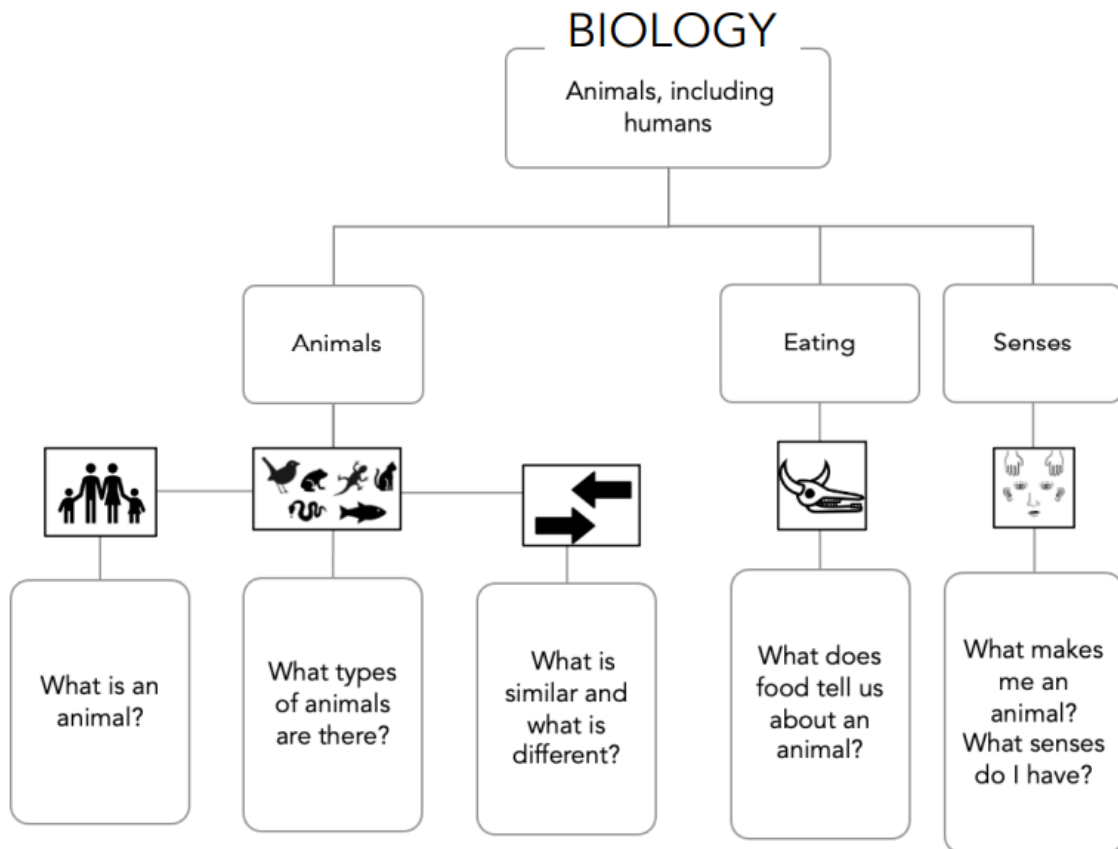 BIOLOGY
Animals, including
humans
Animals
Eating
Senses
What is an
animal?
What types
of animals
are there?
What is
similar and
what is
different?
What does
food tell us
about an
animal?
What makes
me an
animal?
What senses
do I have?